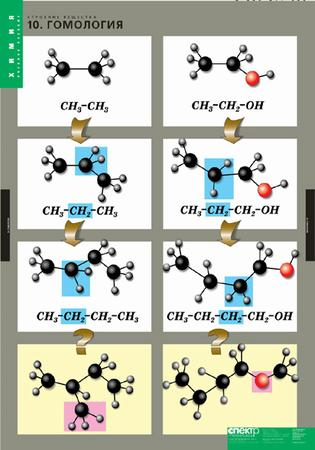 ХИМИЯ
СТРОЕНИЕ ВЕЩЕСТВА
10. ГОМОЛОГИЯ
CH₃–CH₃
CH₃–CH₂–OH
CH₃–CH₂–CH₃
CH₃–CH₂–CH₂–OH
CH₃–CH₂–CH₂–CH₃
CH₃–CH₂–CH₂–CH₂–OH
?
?
спектр